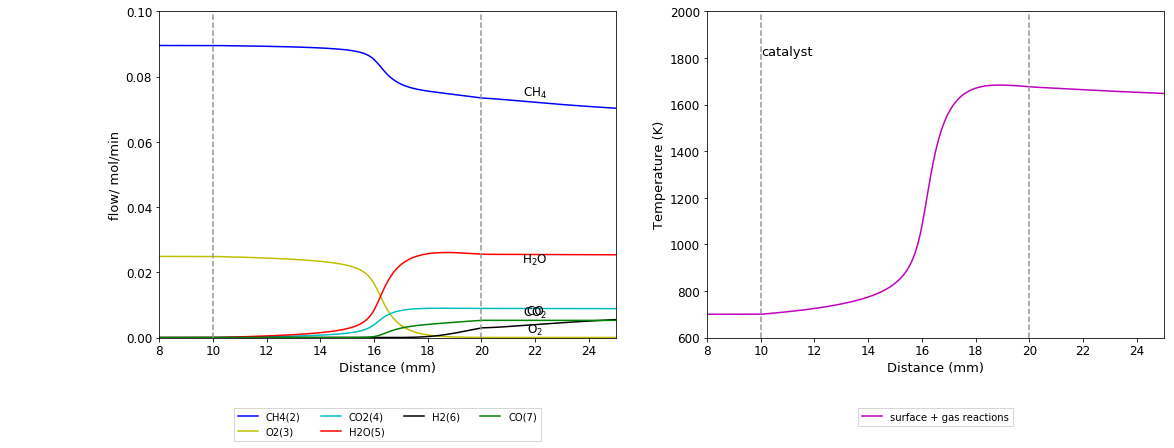 0.10
0.08
0.06
0.04
0.02
0.00
flow/ mol/min
CH4
H2O
CO
CO2
O2
8 10 12 14 16 18 20 22 24
Distance (mm)
CH4(2) CO2(4) H2(6) CO(7)
O2(3) H2O(5)
2000
1800
1600
1400
1200
1000
800
600
Temperature (K)
catalyst
8 10 12 14 16 18 20 22 24
Distance (mm)
surface + gas reactions